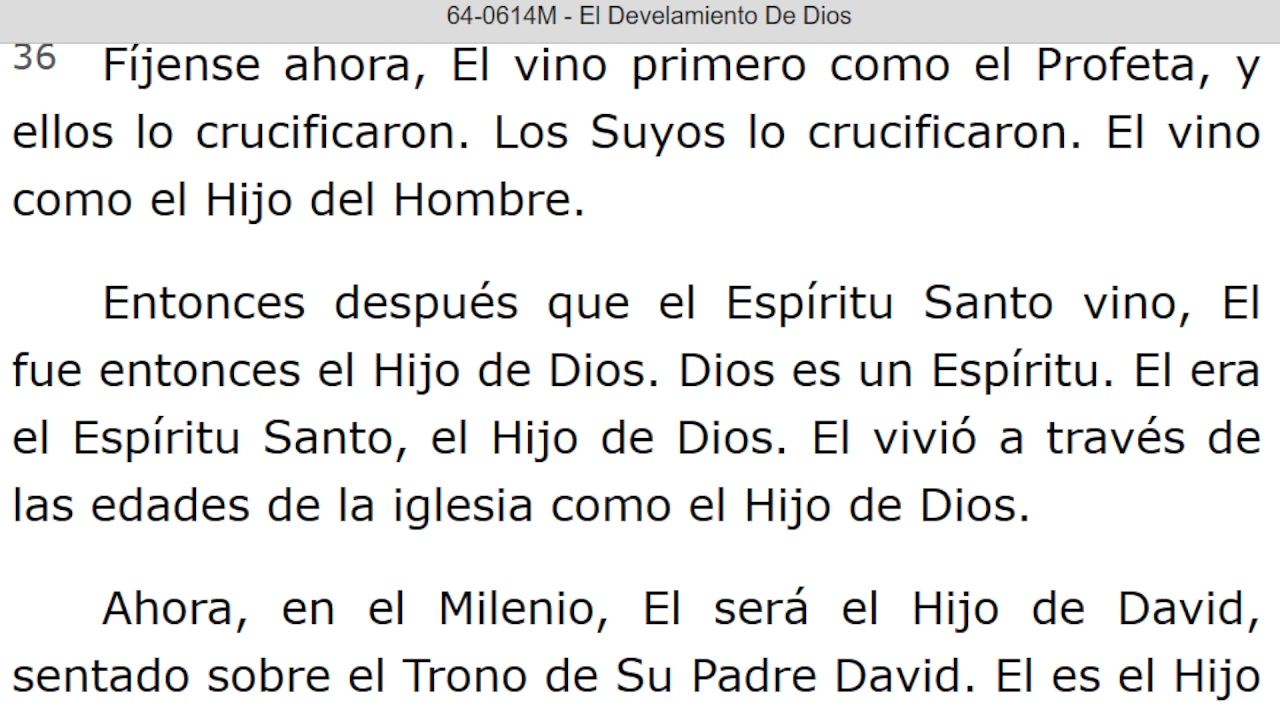 64-0614M - El Develamiento De Dios
36 Fíjense ahora, El vino primero como el Profeta, y
ellos lo crucificaron. Los Suyos lo crucificaron. El vino
como el Hijo del Hombre.
Entonces después que el Espíritu Santo vino, El
fue entonces el Hijo de Dios. Dios es un Espíritu. El era
el Espíritu Santo, el Hijo de Dios. El vivió a través de
las edades de la iglesia como el Hijo de Dios.
Ahora, en el Milenio, El será el Hijo de David,
sentado sobre el Trono de Su Padre David. El es el Hijo